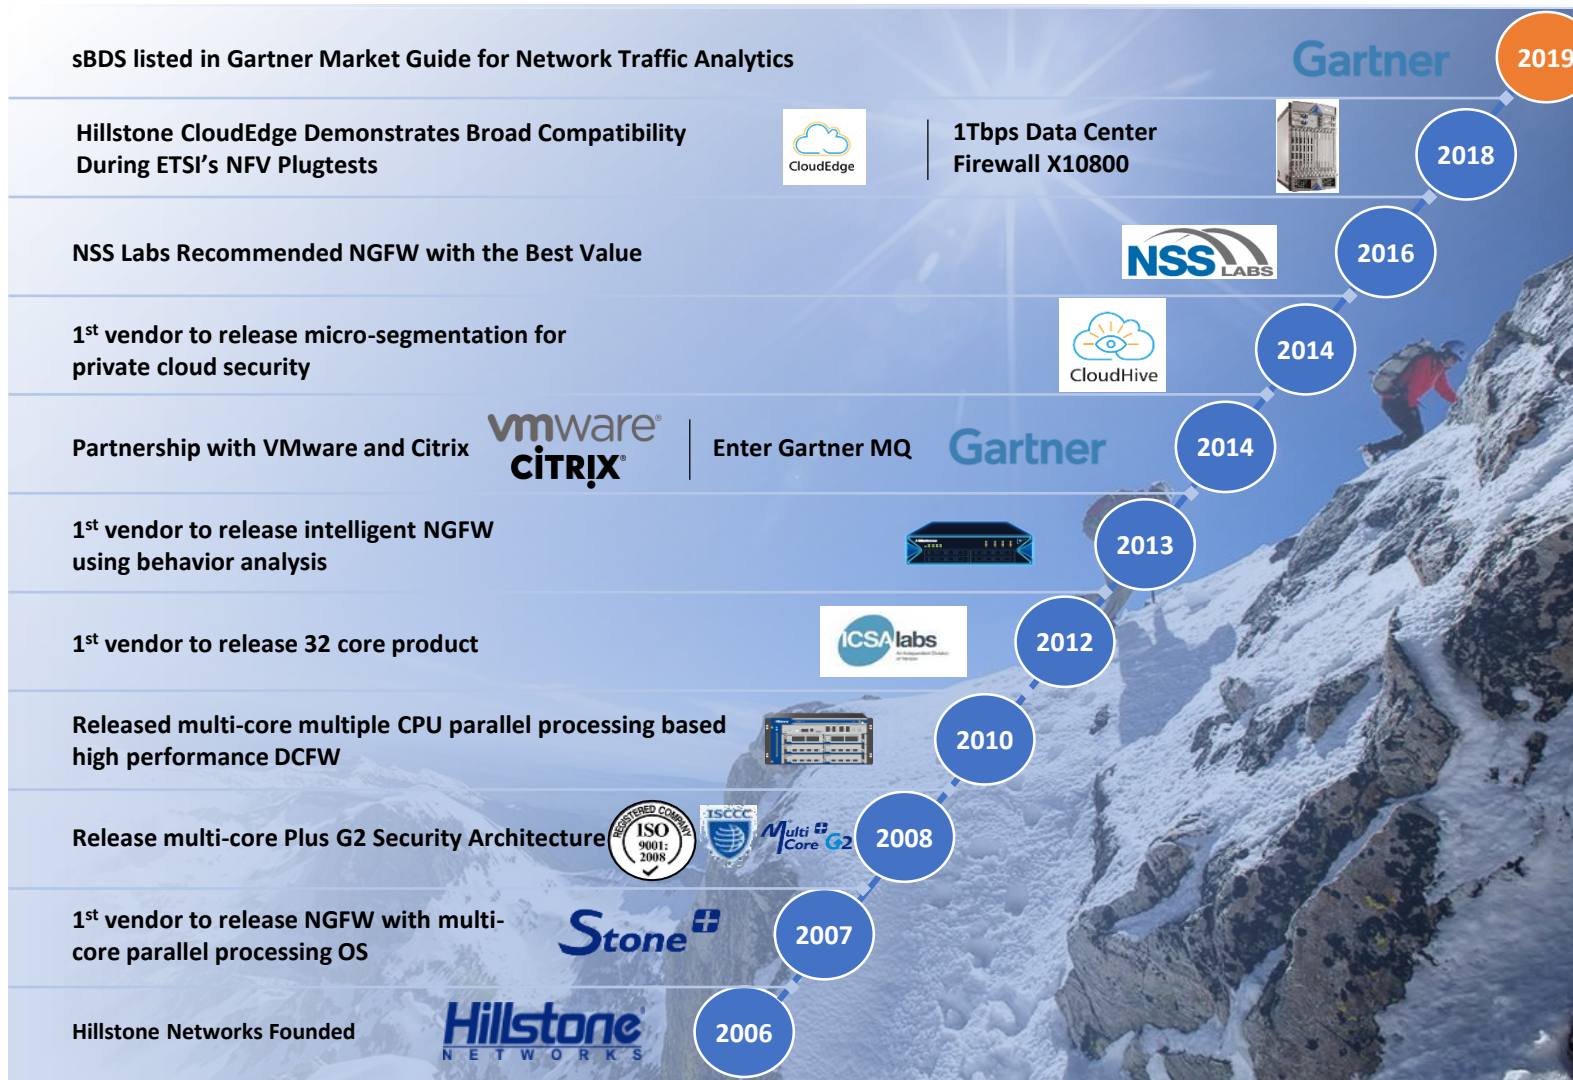 sBDS listed in Gartner Market Guide for Network Traffic Analytics
Gartner
2019
Hillstone CloudEdge Demonstrates Broad Compatibility
During ETSI's NFV Plugtests
CloudEdge
1Tbps Data Center
Firewall X10800
2018
NSS Labs Recommended NGFW with the Best Value
NSS LABS
2016
1st vendor to release micro-segmentation for
private cloud security
CloudHive
2014
Partnership with VMware and Citrix
vmware®
CITRIX®
Enter Gartner MQ
Gartner
2014
1st vendor to release intelligent NGFW
using behavior analysis
2013
1st vendor to release 32 core product
ICSAlabs
2012
Released multi-core multiple CPU parallel processing based
high performance DCFW
2010
Release multi-core Plus G2 Security Architecture
REGISTERED COMPANY
ISO
9001:
2008
ISCCC
Multi
Core G2
2008
1st vendor to release NGFW with multi-
core parallel processing OS
Stone
2007
Hillstone Networks Founded
Hillstone
NETWORKS
2006